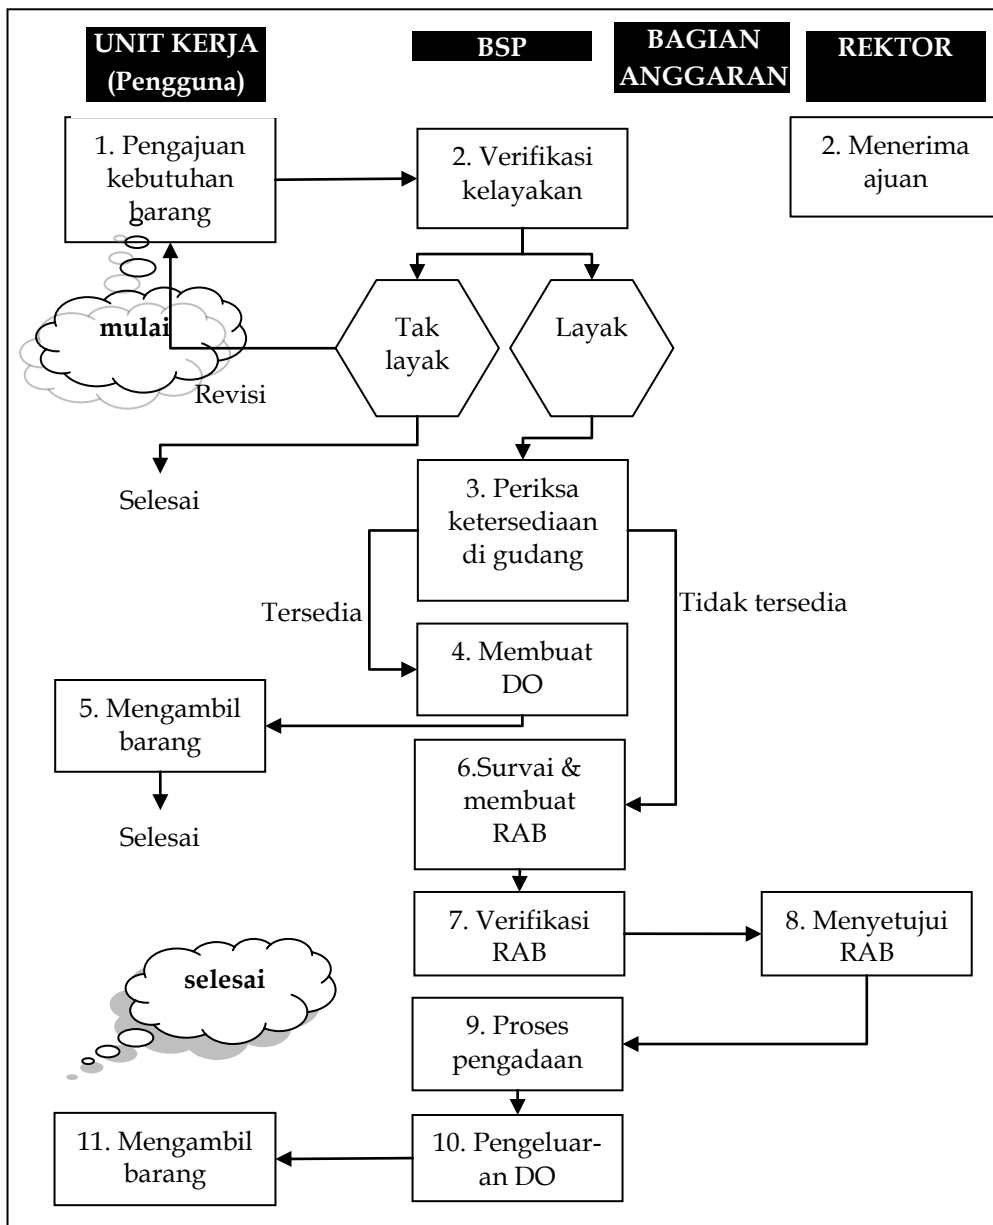 UNIT KERJA
(Pengguna)
BSP
BAGIAN
ANGGARAN
REKTOR
1. Pengajuan
kebutuhan
barang
2. Verifikasi
kelayakan
2. Menerima
ajuan
mulai
Tak
layak
Layak
Revisi
Selesai
3. Periksa
ketersediaan
di gudang
Tersedia
Tidak tersedia
4. Membuat
DO
5. Mengambil
barang
Selesai
6.Survai &
membuat
RAB
7. Verifikasi
RAB
8. Menyetujui
RAB
selesai
9. Proses
pengadaan
11. Mengambil
barang
10. Pengeluar-
an DO